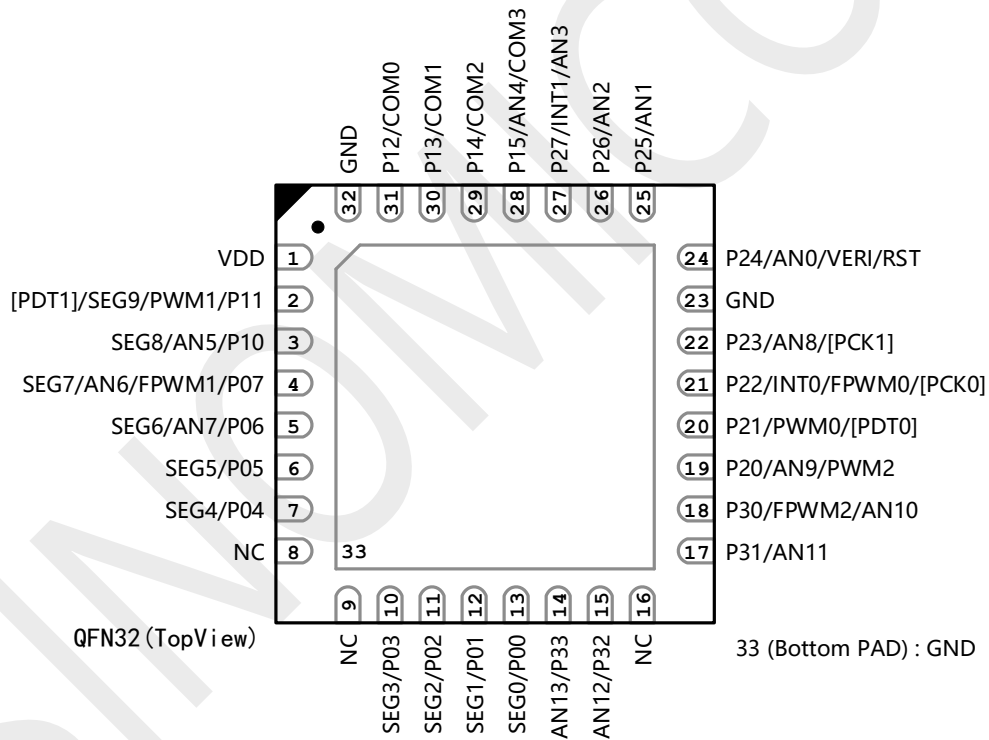 GND
P12/COM0
P13/COM1
P14/COM2
P15/AN4/COM3
P27/INT1/AN3
P26/AN2
P25/AN1
32
31
30
29
28
27
26
25
VDD 1
[PDT1]/SEG9/PWM1/P11 2
SEG8/AN5/P10 3
SEG7/AN6/FPWM1/P07 4
SEG6/AN7/P06 5
SEG5/P05 6
SEG4/P04 7
NC 8
33
24 P24/AN0/VERI/RST
23 GND
22 P23/AN8/[PCK1]
21 P22/INT0/FPWM0/[PCK0]
20 P21/PWM0/[PDT0]
19 P20/AN9/PWM2
18 P30/FPWM2/AN10
17 P31/AN11
9
10
11
12
13
14
15
16
NC
SEG3/P03
SEG2/P02
SEG1/P01
SEG0/P00
AN13/P33
AN12/P32
NC
QFN32(TopView)
33 (Bottom PAD) : GND
SINOMICO